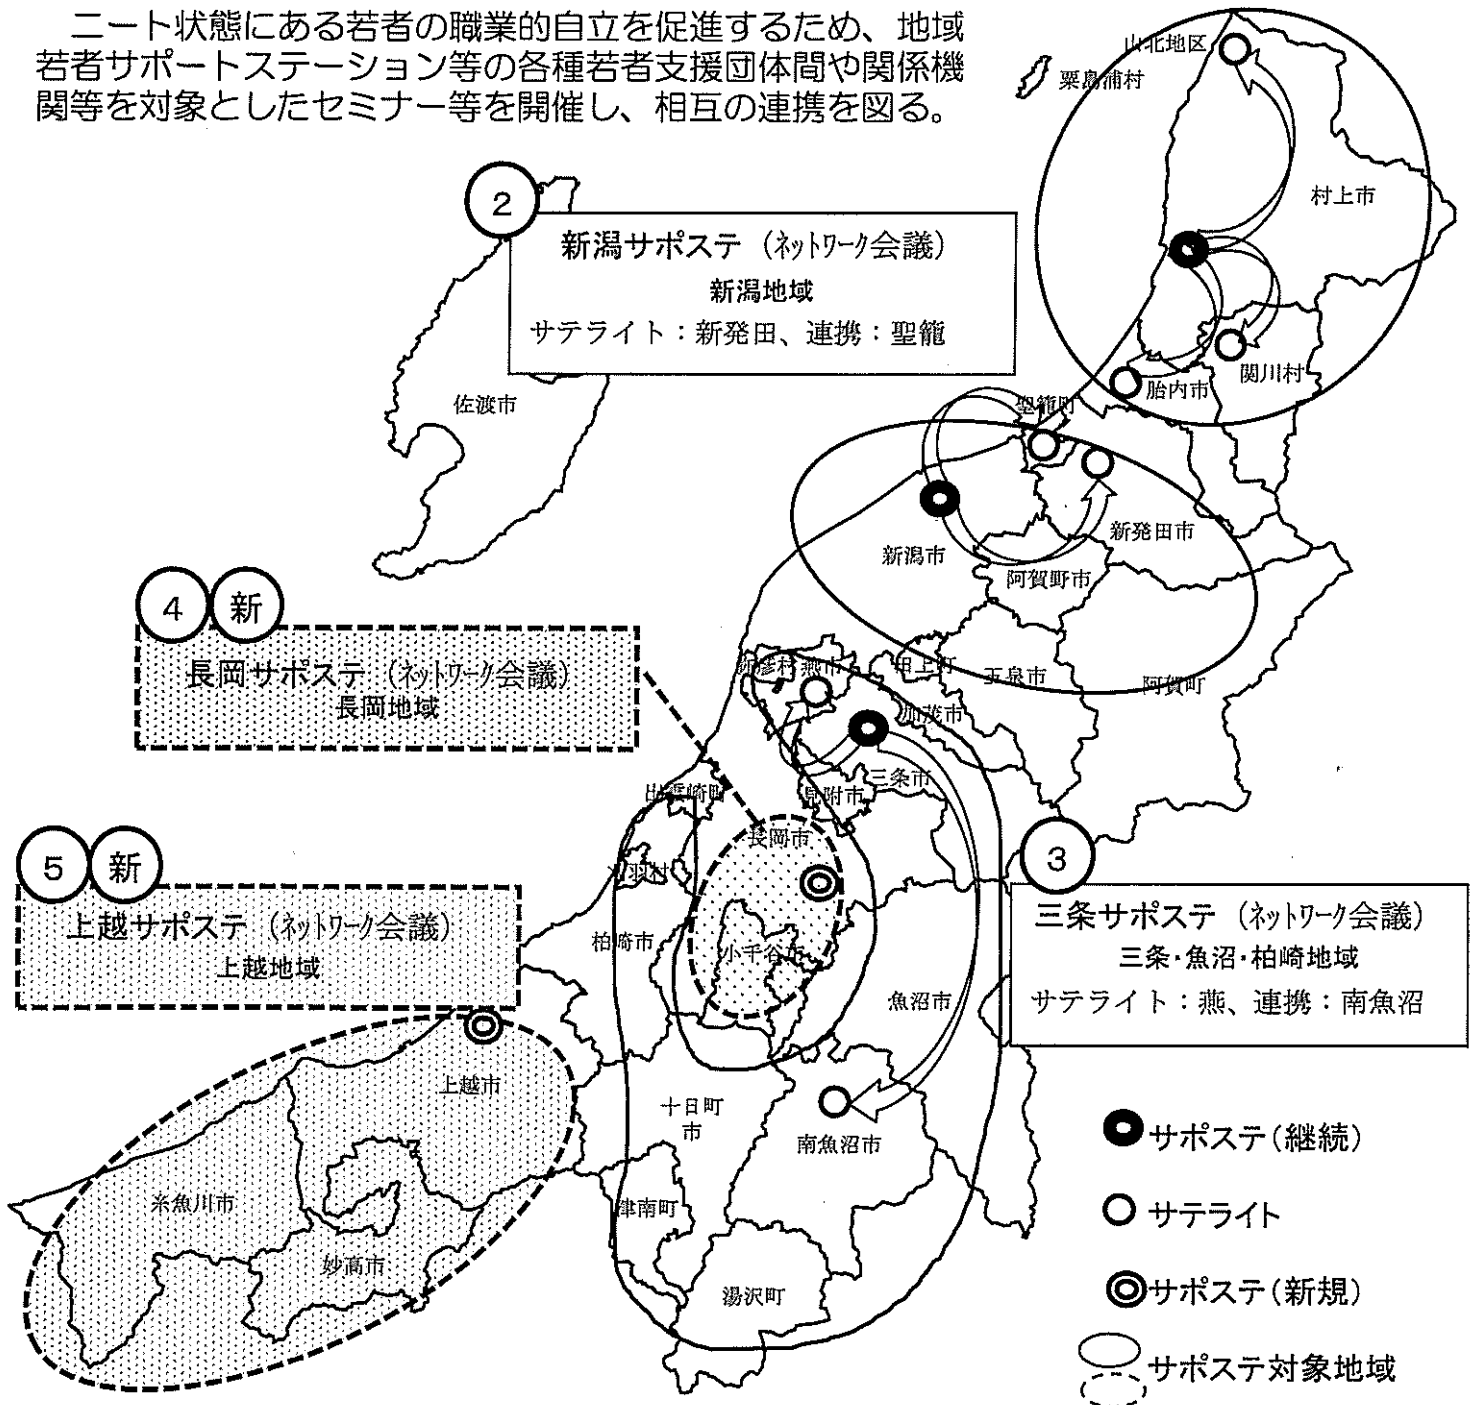 ニート状態にある若者の職業的自立を促進するため、地域
若者サポートステーション等の各種若者支援団体間や関係機
関等を対象としたセミナー等を開催し、相互の連携を図る。
山北地区
粟島浦村
村上市
関川村
胎内市
2
新潟サポステ（ネットワーク会議）
新潟地域
サテライト：新発田、連携：聖籠
佐渡市
聖籠町
新発田市
新潟市
阿賀野市
4 新
長岡サポステ（ネットワーク会議）
長岡地域
弥彦村
燕市
田上町
五泉市
阿賀町
加茂市
三条市
見附市
出雲崎町
長岡市
3
三条サポステ（ネットワーク会議）
三条・魚沼・柏崎地域
サテライト：燕、連携：南魚沼
5 新
上越サポステ（ネットワーク会議）
上越地域
刈羽村
柏崎市
小千谷市
魚沼市
上越市
十日町
市
南魚沼市
糸魚川市
津南町
妙高市
湯沢町
サポステ（継続）
サテライト
サポステ（新規）
サポステ対象地域